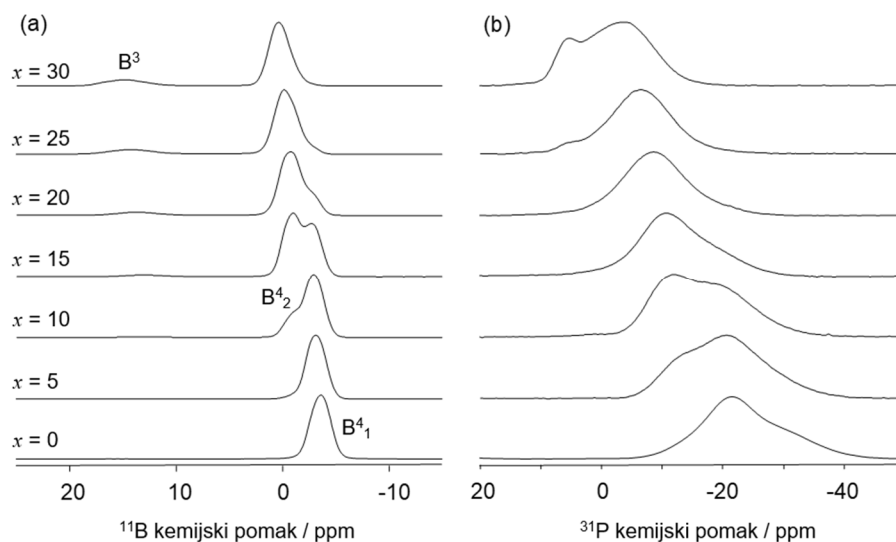 (a)
(b)
x = 30
B³
x = 25
x = 20
x = 15
B⁴₂
x = 10
x = 5
B⁴₁
x = 0
20 10 0 -10
20 0 -20 -40
¹¹B kemijski pomak / ppm
³¹P kemijski pomak / ppm